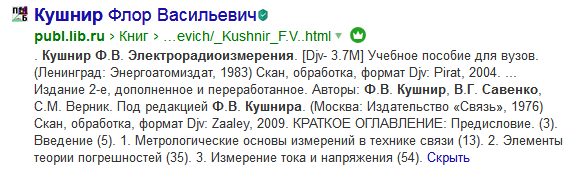 Кушнир Флор Васильевич
publ.lib.ru › Книг › ...evich/_Kushnir_F.V..html
. Кушнир Ф.В. Электрорадиоизмерения. [Djv- 3.7M] Учебное пособие для вузов.
(Ленинград: Энергоатомиздат, 1983) Скан, обработка, формат Djv: Pirat, 2004. ...
Издание 2-е, дополненное и переработанное. Авторы: Ф.В. Кушнир, В.Г. Савенко,
С.М. Верник. Под редакцией Ф.В. Кушнира. (Москва: Издательство «Связь», 1976)
Скан, обработка, формат Djv: Zaaley, 2009. КРАТКОЕ ОГЛАВЛЕНИЕ: Предисловие. (3).
Введение (5). 1. Метрологические основы измерений в технике связи (13). 2. Элементы
теории погрешностей (35). 3. Измерение тока и напряжения (54). Скрыть